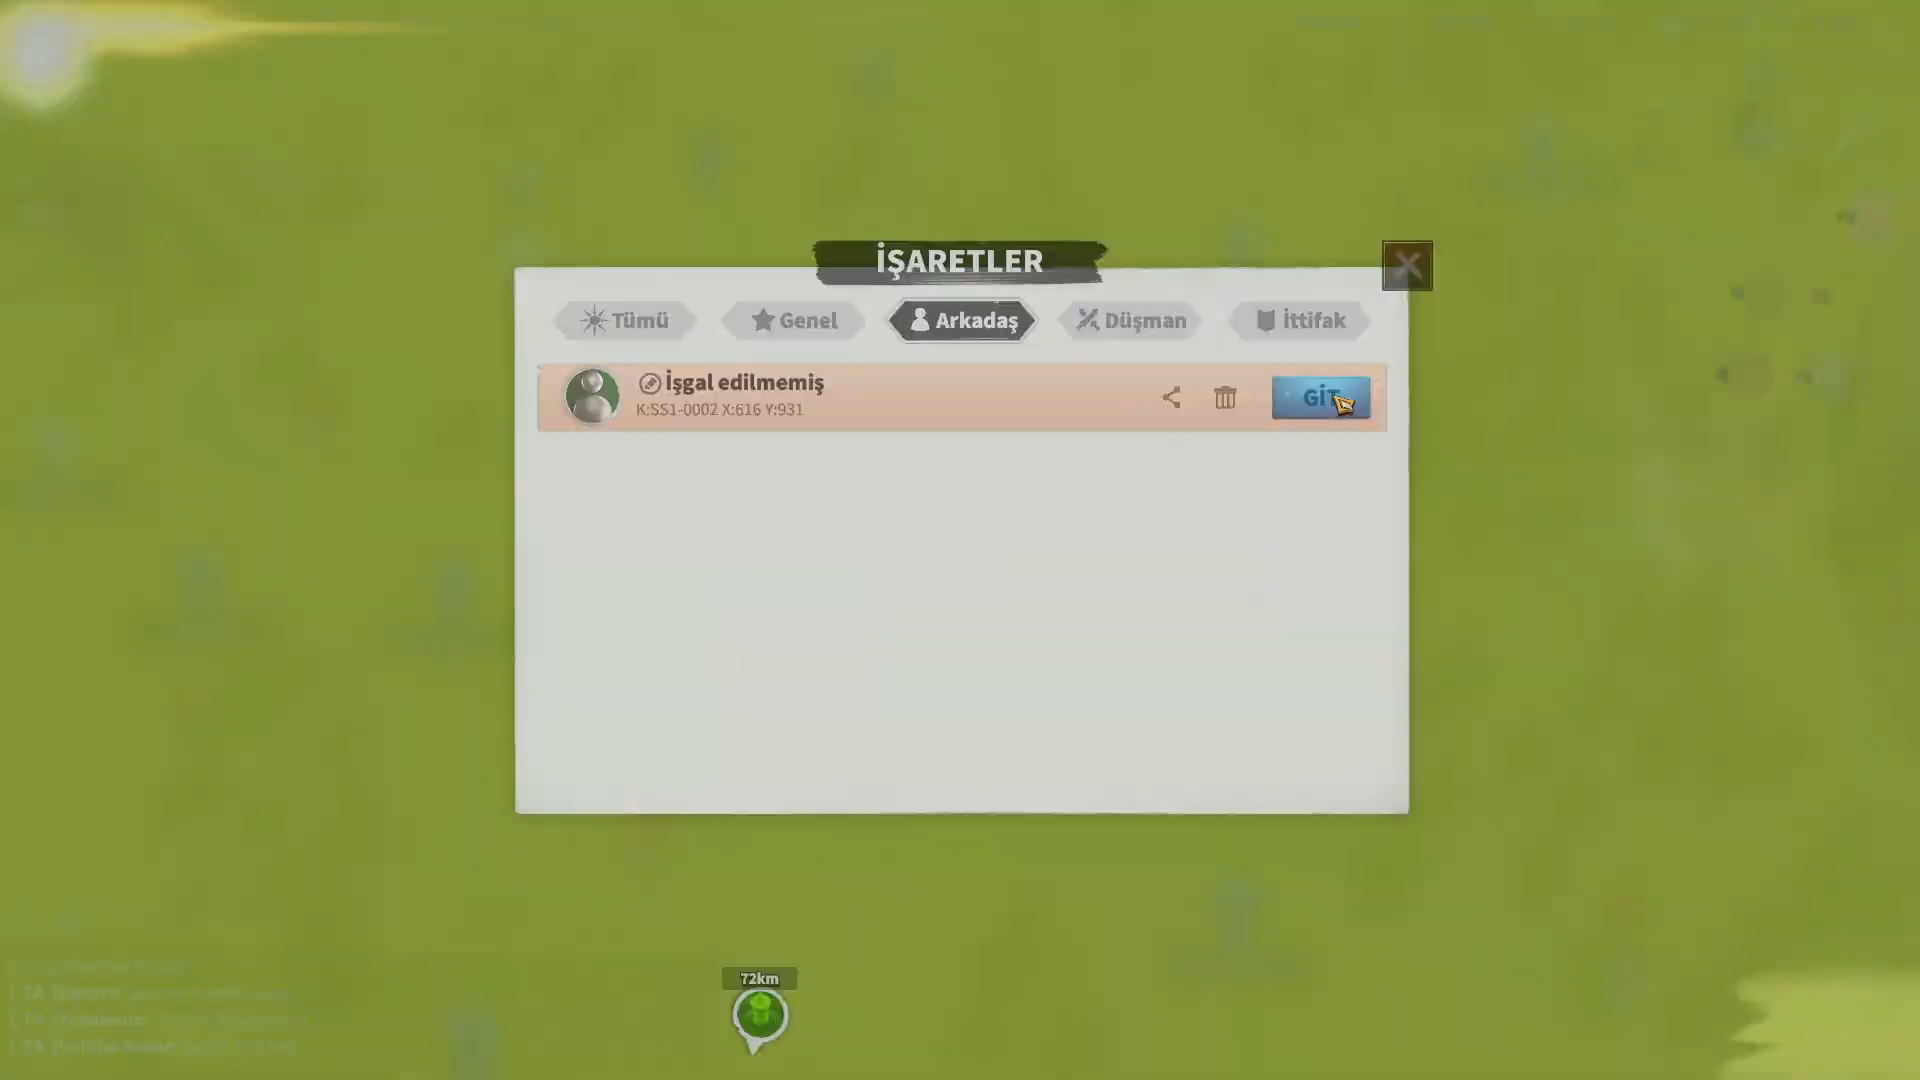 İŞARETLER
Tümü
Genel
Arkadaş
Düşman
İttifak
İşgal edilmemiş
K:SS1-0002 X:616 Y:931
GİT
72km